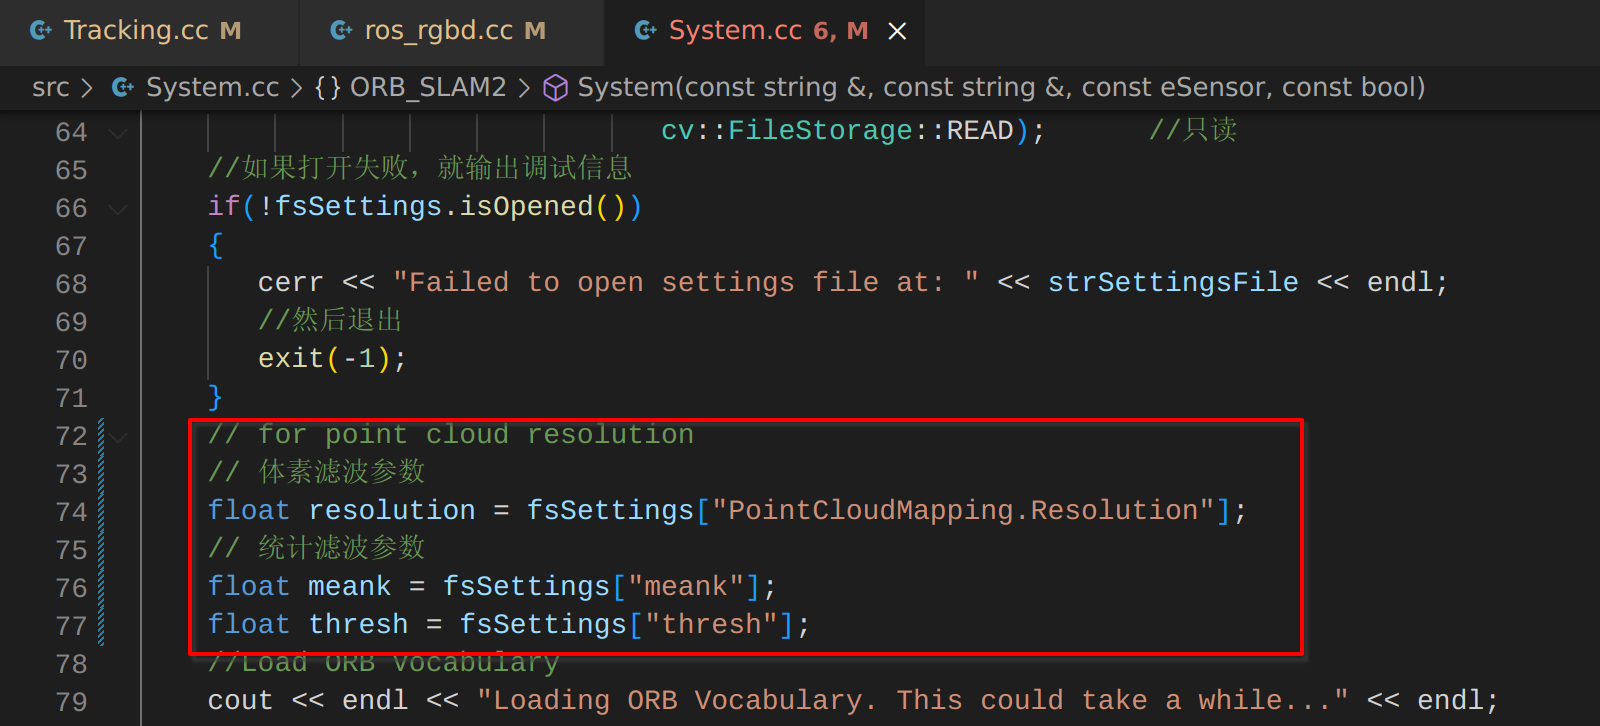 Tracking.cc M ros_rgbd.cc M System.cc 6, M
src > System.cc > {} ORB_SLAM2 > System(const string &, const string &, const eSensor, const bool)
64 cv::FileStorage::READ); //只读
65 //如果打开失败，就输出调试信息
66 if(!fsSettings.isOpened())
67 {
68 cerr << "Failed to open settings file at: " << strSettingsFile << endl;
69 //然后退出
70 exit(-1);
71 }
72 // for point cloud resolution
73 // 体素滤波参数
74 float resolution = fsSettings["PointCloudMapping.Resolution"];
75 // 统计滤波参数
76 float meank = fsSettings["meank"];
77 float thresh = fsSettings["thresh"];
78 //Load ORB Vocabulary
79 cout << endl << "Loading ORB Vocabulary. This could take a while..." << endl;